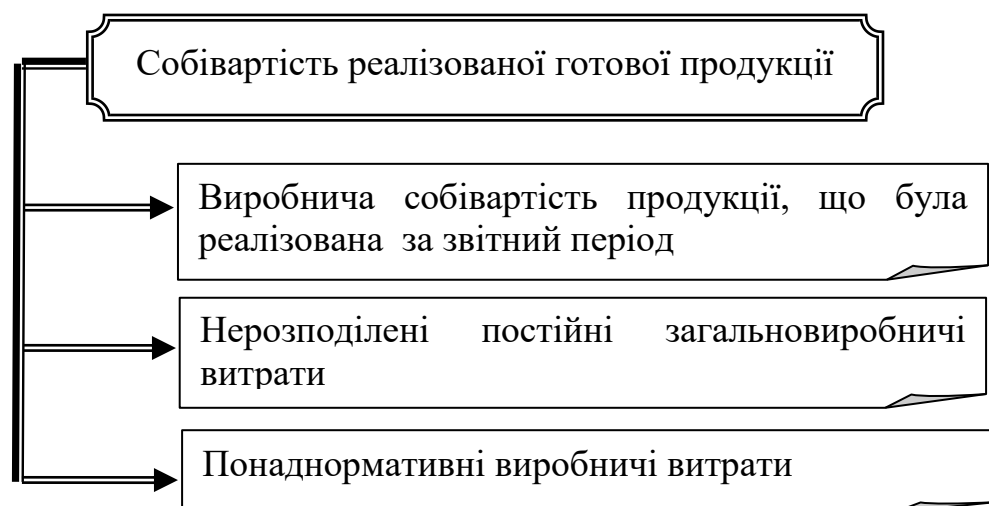 Собівартість реалізованої готової продукції
Виробнича собівартість продукції, що була
реалізована за звітний період
Нерозподілені постійні загальновиробничі
витрати
Понаднормативні виробничі витрати